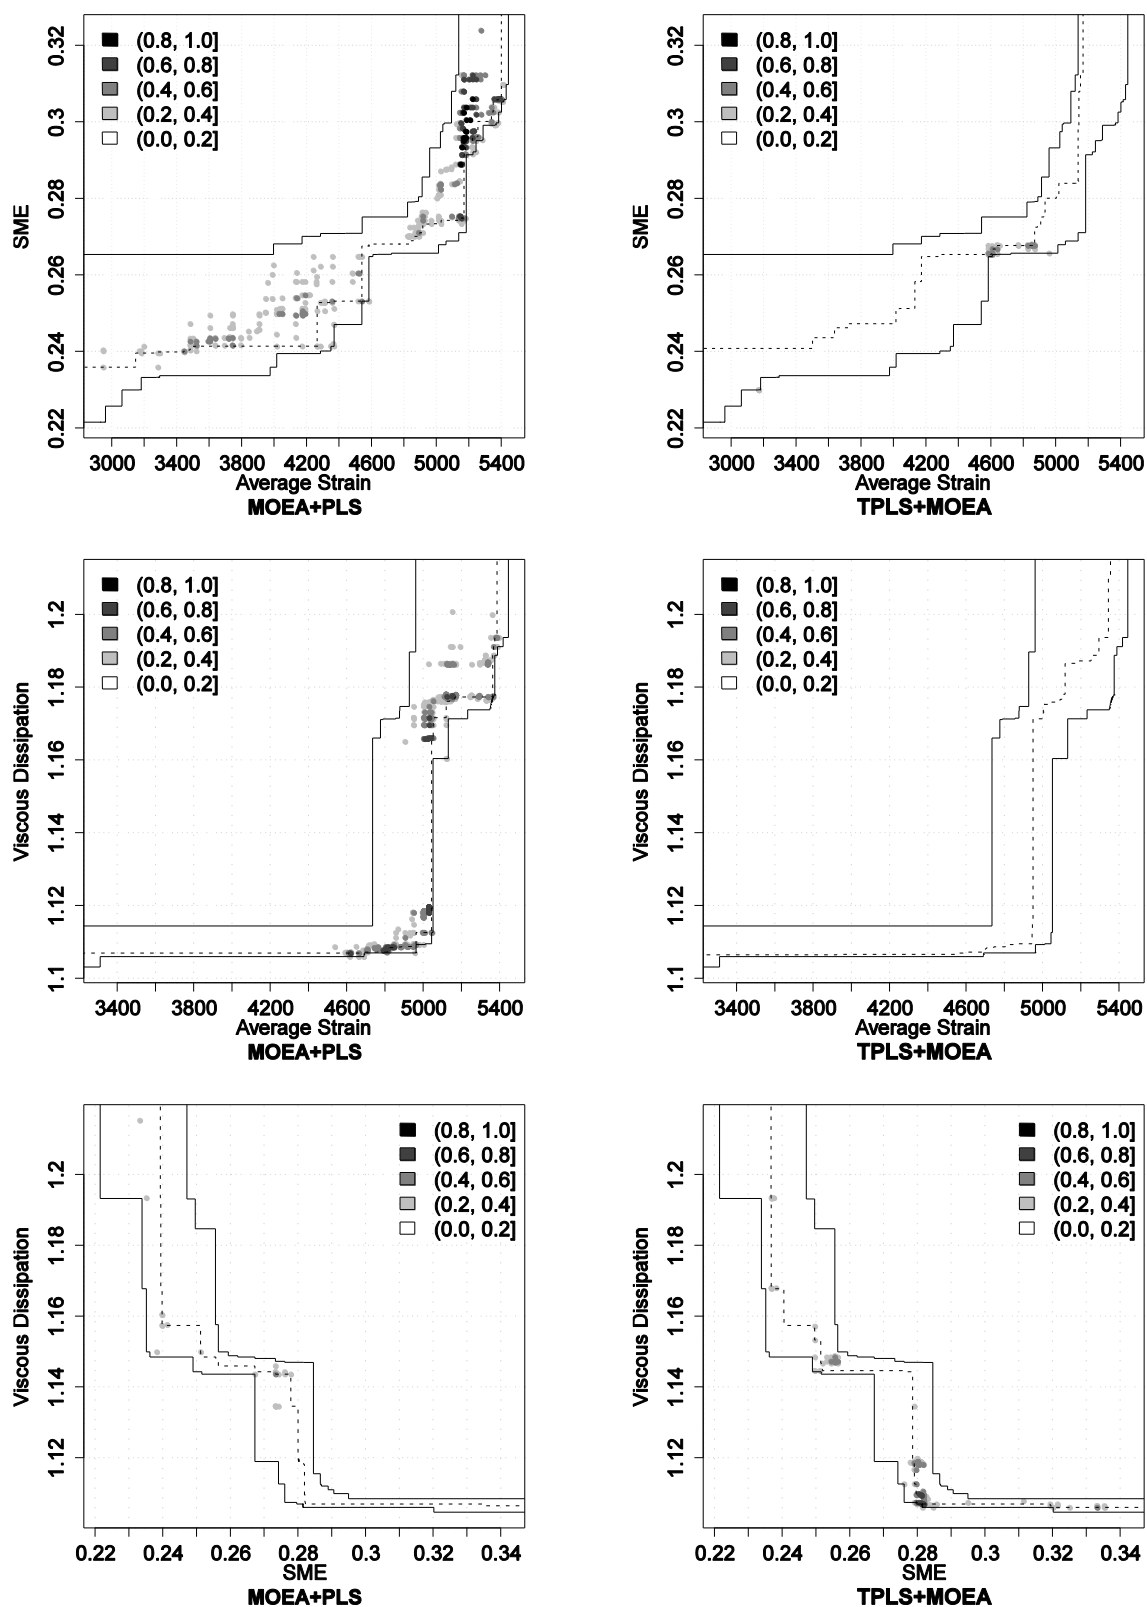 (0.8, 1.0]
(0.6, 0.8]
(0.4, 0.6]
(0.2, 0.4]
(0.0, 0.2]
SME
0.32
0.3
0.28
0.26
0.24
0.22
3000 3400 3800 4200 4600 5000 5400
Average Strain
MOEA+PLS
(0.8, 1.0]
(0.6, 0.8]
(0.4, 0.6]
(0.2, 0.4]
(0.0, 0.2]
SME
0.32
0.3
0.28
0.26
0.24
0.22
3000 3400 3800 4200 4600 5000 5400
Average Strain
TPLS+MOEA
(0.8, 1.0]
(0.6, 0.8]
(0.4, 0.6]
(0.2, 0.4]
(0.0, 0.2]
Viscous Dissipation
1.2
1.18
1.16
1.14
1.12
1.1
3400 3800 4200 4600 5000 5400
Average Strain
MOEA+PLS
(0.8, 1.0]
(0.6, 0.8]
(0.4, 0.6]
(0.2, 0.4]
(0.0, 0.2]
Viscous Dissipation
1.2
1.18
1.16
1.14
1.12
1.1
3400 3800 4200 4600 5000 5400
Average Strain
TPLS+MOEA
(0.8, 1.0]
(0.6, 0.8]
(0.4, 0.6]
(0.2, 0.4]
(0.0, 0.2]
Viscous Dissipation
1.2
1.18
1.16
1.14
1.12
0.22 0.24 0.26 0.28 0.3 0.32 0.34
SME
MOEA+PLS
(0.8, 1.0]
(0.6, 0.8]
(0.4, 0.6]
(0.2, 0.4]
(0.0, 0.2]
Viscous Dissipation
1.2
1.18
1.16
1.14
1.12
0.22 0.24 0.26 0.28 0.3 0.32 0.34
SME
TPLS+MOEA